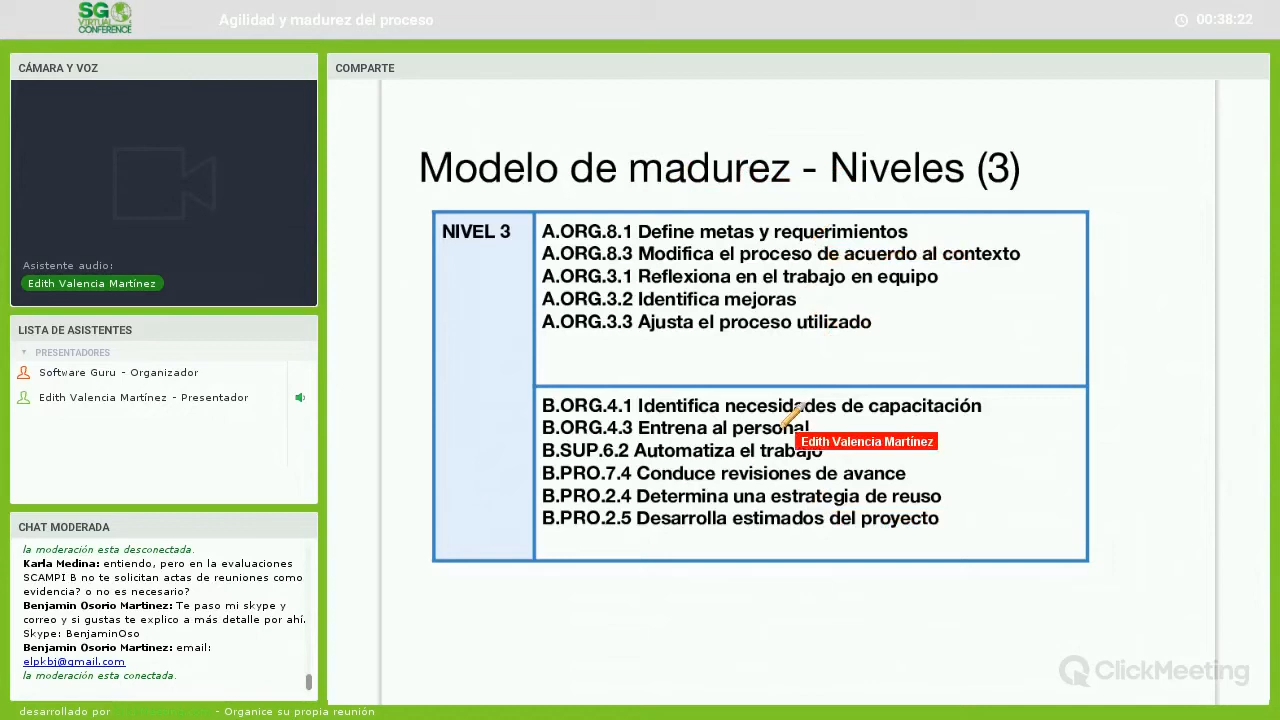 SG
VIRTUAL
CONFERENCE
Agilidad y madurez del proceso
00:38:22
CÁMARA Y VOZ
Asistente audio:
Edith Valencia Martínez
LISTA DE ASISTENTES
PRESENTADORES
Software Guru - Organizador
Edith Valencia Martínez - Presentador
CHAT MODERADA
la moderación esta desconectada.
Karla Medina: entiendo, pero en la evaluaciones
SCAMPI B no te solicitan actas de reuniones como
evidencia? o no es necesario?
Benjamin Osorio Martinez: Te paso mi skype y
correo y si gustas te explico a más detalle por ahí.
Skype: BenjaminOso
Benjamin Osorio Martinez: email:
elpkbj@gmail.com
la moderación esta conectada.
COMPARTE
Modelo de madurez - Niveles (3)
NIVEL 3
A.ORG.8.1 Define metas y requerimientos
A.ORG.8.3 Modifica el proceso de acuerdo al contexto
A.ORG.3.1 Reflexiona en el trabajo en equipo
A.ORG.3.2 Identifica mejoras
A.ORG.3.3 Ajusta el proceso utilizado
B.ORG.4.1 Identifica necesidades de capacitación
B.ORG.4.3 Entrena al personal
Edith Valencia Martínez
B.SUP.6.2 Automatiza el trabajo
B.PRO.7.4 Conduce revisiones de avance
B.PRO.2.4 Determina una estrategia de reuso
B.PRO.2.5 Desarrolla estimados del proyecto
ClickMeeting
desarrollado por - Organice su propia reunión